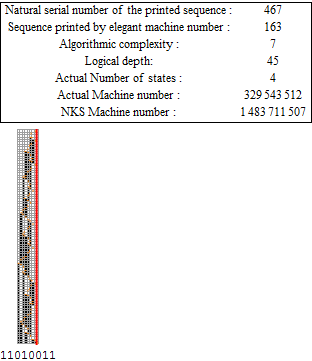 Natural serial number of the printed sequence : 467
Sequence printed by elegant machine number : 163
Algorithmic complexity : 7
Logical depth: 45
Actual Number of states : 4
Actual Machine number : 329 543 512
NKS Machine number : 1 483 711 507
11010011